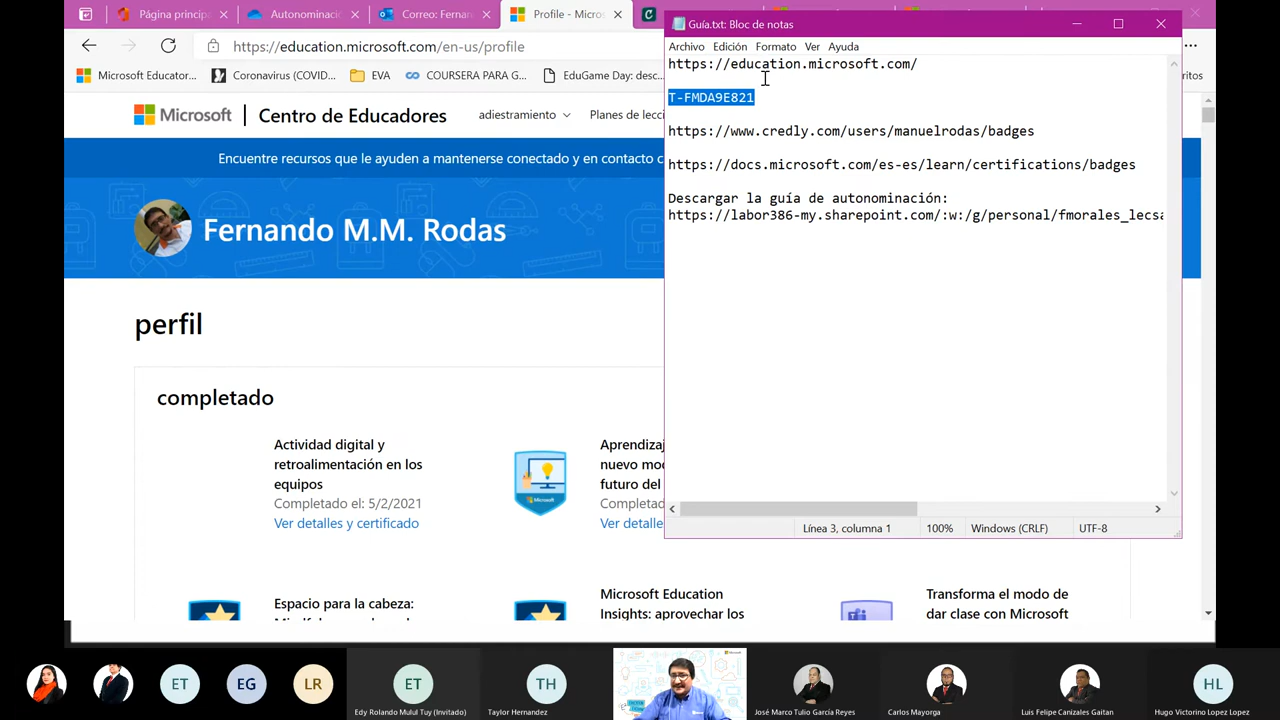 Página princip
Autonominació
Correo: Fernar
Profile - Micros
https://education.microsoft.com/en-us/profile
Microsoft Educator...
Coronavirus (COVID...
EVA
COURSERA PARA G...
EduGame Day: desc...
ritos
Microsoft
Centro de Educadores
adiestramiento
Planes de lecci
Encuentre recursos que le ayuden a mantenerse conectado y en contacto c
Fernando M.M. Rodas
perfil
completado
Actividad digital y
retroalimentación en los
equipos
Completado el: 5/2/2021
Ver detalles y certificado
Aprendizaj
nuevo mo
futuro del
Completad
Ver detalle
Espacio para la cabeza:
Microsoft Education
Insights: aprovechar los
Transforma el modo de
dar clase con Microsoft
Guía.txt: Bloc de notas
Archivo Edición Formato Ver Ayuda
https://education.microsoft.com/
T-FMDA9E821
https://www.credly.com/users/manuelrodas/badges
https://docs.microsoft.com/es-es/learn/certifications/badges
Descargar la guía de autonominación:
https://labor386-my.sharepoint.com/:w:/g/personal/fmorales_lecsa
Línea 3, columna 1
100%
Windows (CRLF)
UTF-8
ET
EG
LR
ET
Edy Rolando Mulul Tuy (Invitado)
TH
Taylor Hernandez
José Marco Tulio García Reyes
Carlos Mayorga
Luis Felipe Canizales Gaitan
HL
Hugo Victorino Lopez Lopez